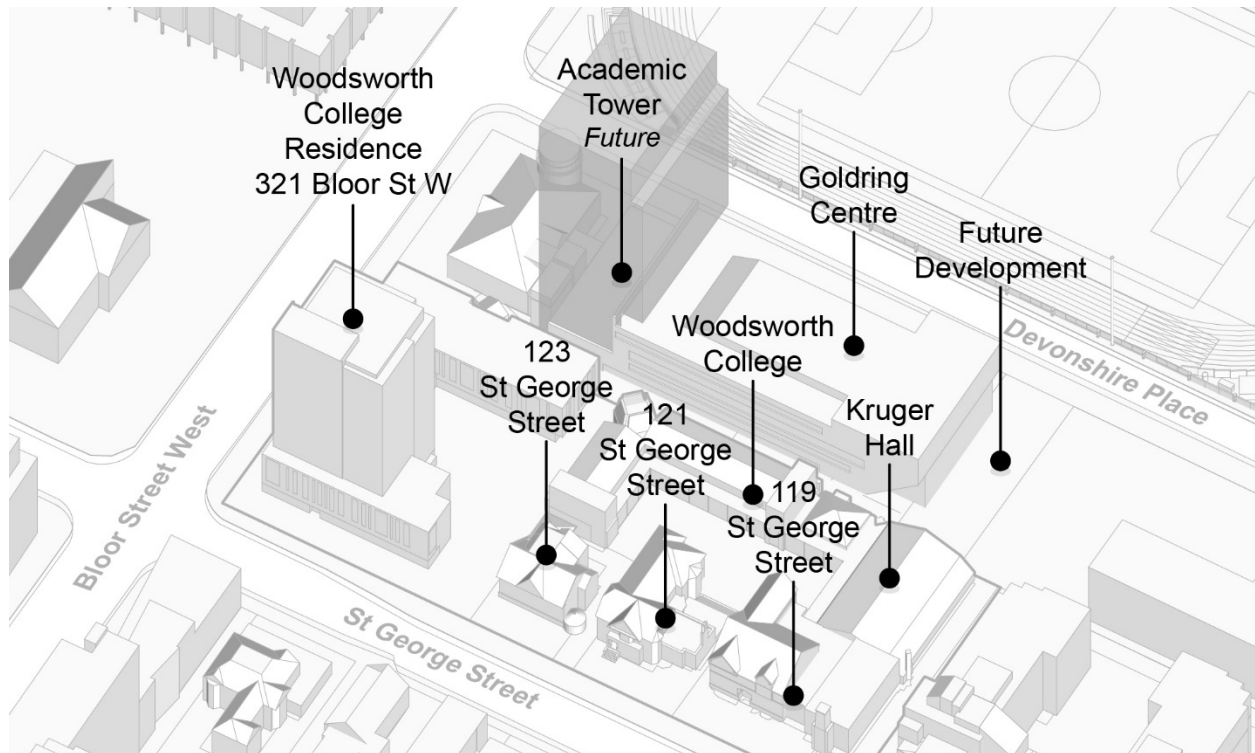 Woodsworth
College
Residence
321 Bloor St W
Academic
Tower
Future
Goldring
Centre
Future
Development
Woodsworth
College
123
St George
Street
121
St George
Street
Kruger
Hall
119
St George
Street
Devonshire Place
Bloor Street West
St George Street